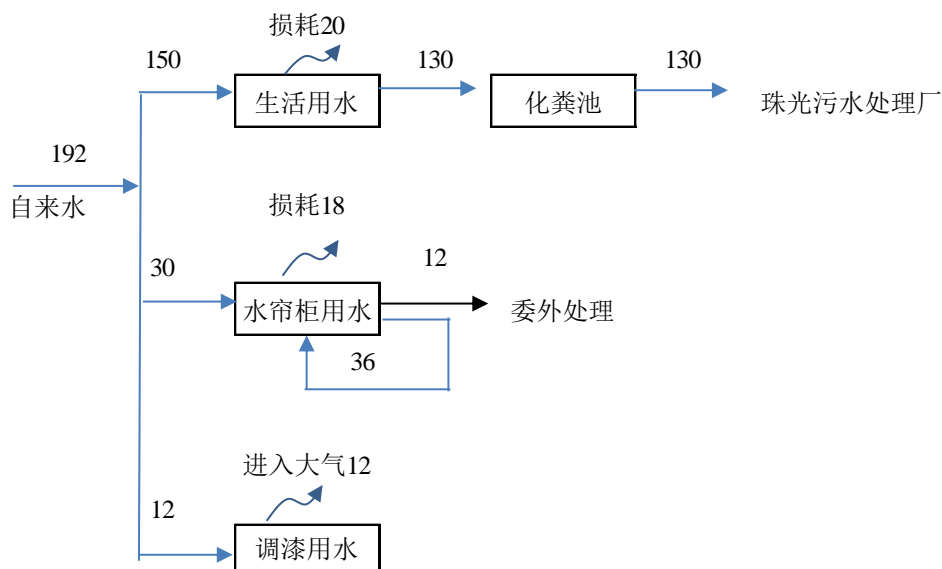 损耗20
150
130
130
生活用水
化粪池
珠光污水处理厂
192
自来水
损耗18
30
12
水帘柜用水
委外处理
36
进入大气12
12
调漆用水